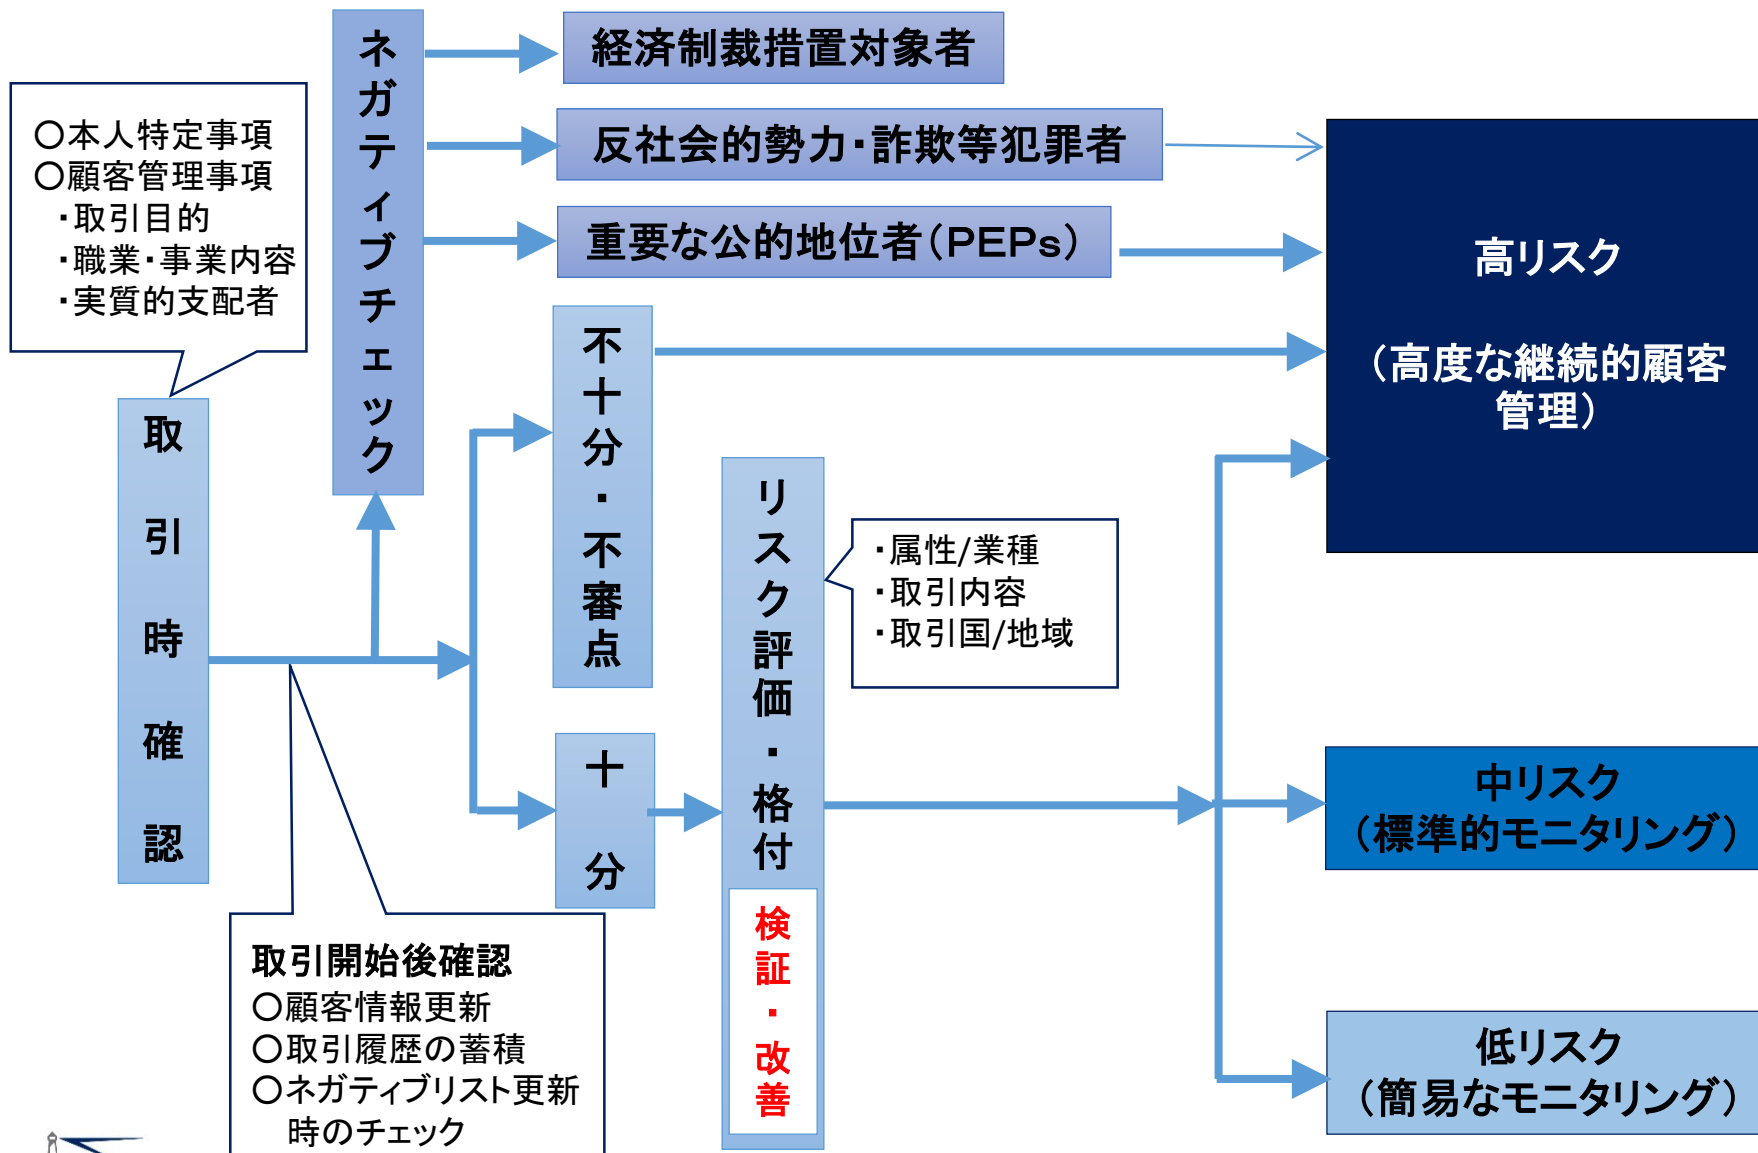 ネガティブチェック
経済制裁措置対象者
反社会的勢力・詐欺等犯罪者
重要な公的地位者(PEPs)
○本人特定事項
○顧客管理事項
・取引目的
・職業・事業内容
・実質的支配者
取引時確認
不十分・不審点
十分
リスク評価・格付
検証・改善
・属性/業種
・取引内容
・取引国/地域
高リスク
(高度な継続的顧客
管理)
中リスク
(標準的モニタリング)
低リスク
(簡易なモニタリング)
取引開始後確認
○顧客情報更新
○取引履歴の蓄積
○ネガティブリスト更新
時のチェック